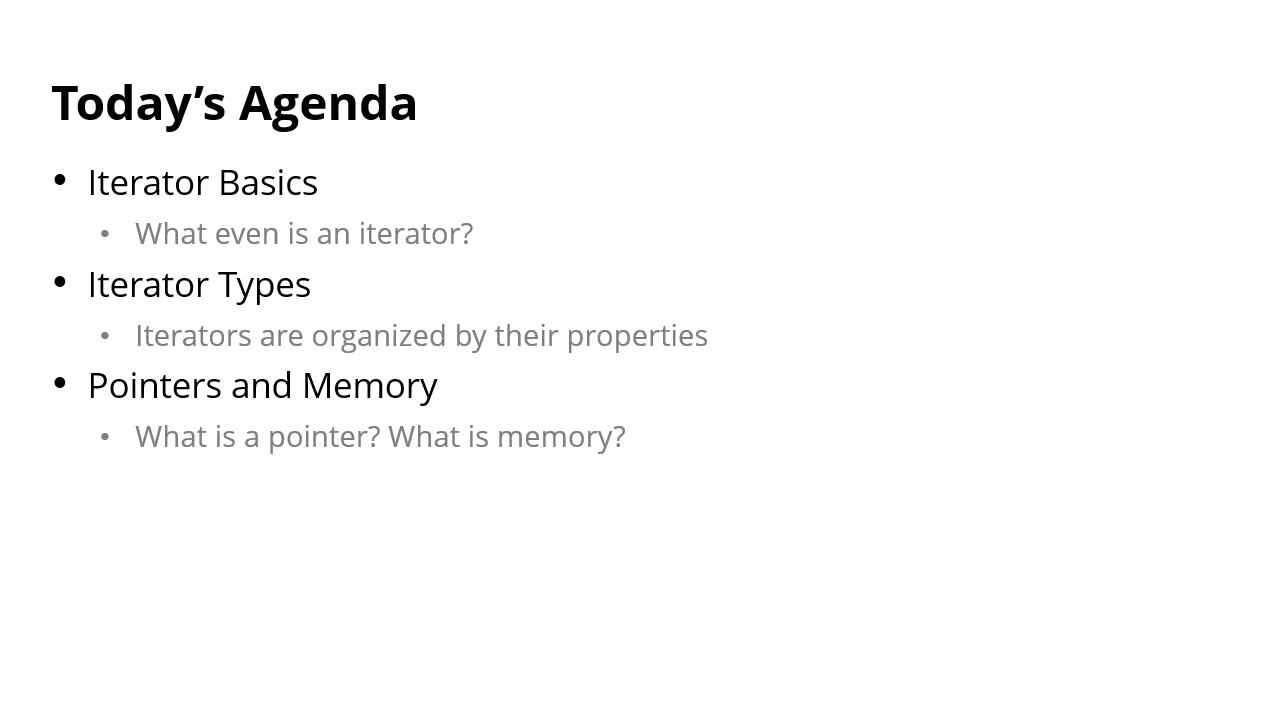 Today’s Agenda
• Iterator Basics
• What even is an iterator?
• Iterator Types
• Iterators are organized by their properties
• Pointers and Memory
• What is a pointer? What is memory?